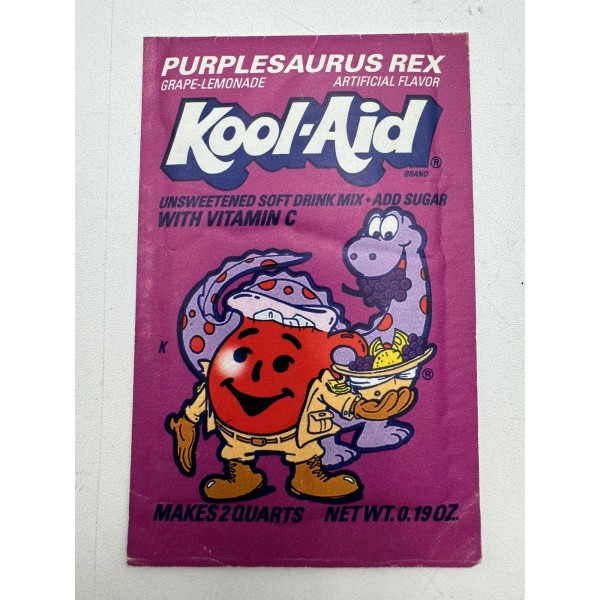 PURPLESAURUS REX
GRAPE-LEMONADE ARTIFICIAL FLAVOR
Kool-Aid®
BRAND
UNSWEETENED SOFT DRINK MIX • ADD SUGAR
WITH VITAMIN C
K
®
MAKES 2 QUARTS NET WT. 0.19 OZ.